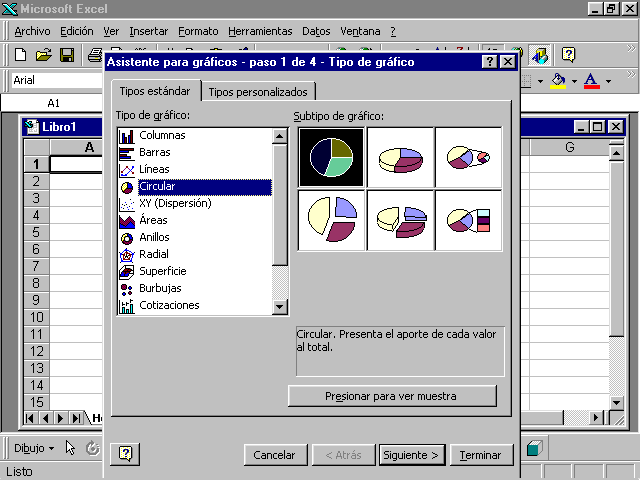 Microsoft Excel
Archivo Edición Ver Insertar Formato Herramientas Datos Ventana ?
Asistente para gráficos - paso 1 de 4 - Tipo de gráfico
Arial
Tipos estándar
Tipos personalizados
A1
Tipo de gráfico:
Subtipo de gráfico:
Libro1
Columnas
Barras
Líneas
Circular
XY (Dispersión)
Áreas
Anillos
Radial
Superficie
Burbujas
Cotizaciones
A
G
1
2
3
4
5
6
7
8
9
10
11
12
13
14
15
Circular. Presenta el aporte de cada valor
al total.
Presionar para ver muestra
Dibujo
Cancelar
< Atrás
Siguiente >
Terminar
Listo